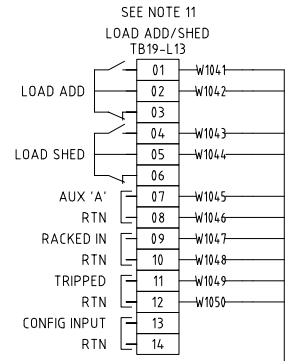 SEE NOTE 11
LOAD ADD/SHED
TB19-L13
01 W1041
LOAD ADD 02 W1042
03
04 W1043
LOAD SHED 05 W1044
06
AUX 'A' 07 W1045
RTN 08 W1046
RACKED IN 09 W1047
RTN 10 W1048
TRIPPED 11 W1049
RTN 12 W1050
CONFIG INPUT 13
RTN 14